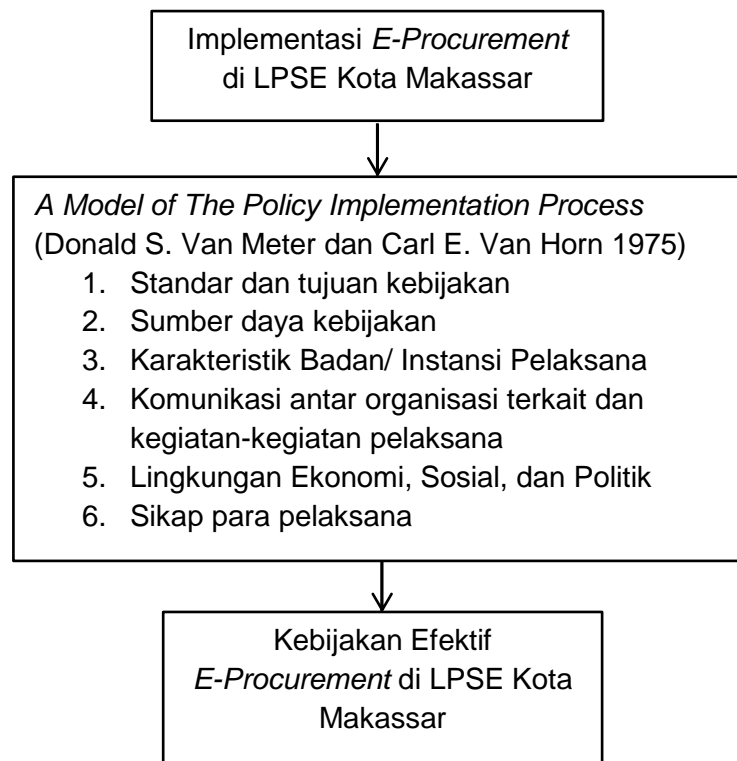 Implementasi E-Procurement
di LPSE Kota Makassar
A Model of The Policy Implementation Process
(Donald S. Van Meter dan Carl E. Van Horn 1975)
1. Standar dan tujuan kebijakan
2. Sumber daya kebijakan
3. Karakteristik Badan/ Instansi Pelaksana
4. Komunikasi antar organisasi terkait dan
kegiatan-kegiatan pelaksana
5. Lingkungan Ekonomi, Sosial, dan Politik
6. Sikap para pelaksana
Kebijakan Efektif
E-Procurement di LPSE Kota
Makassar